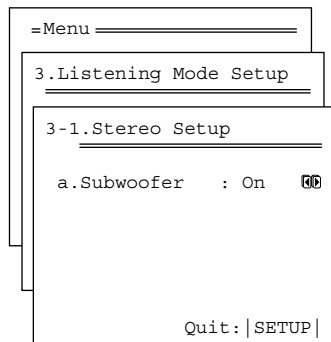 =Menu
3.Listening Mode Setup
3-1.Stereo Setup
a.Subwoofer : On
Quit:|SETUP|